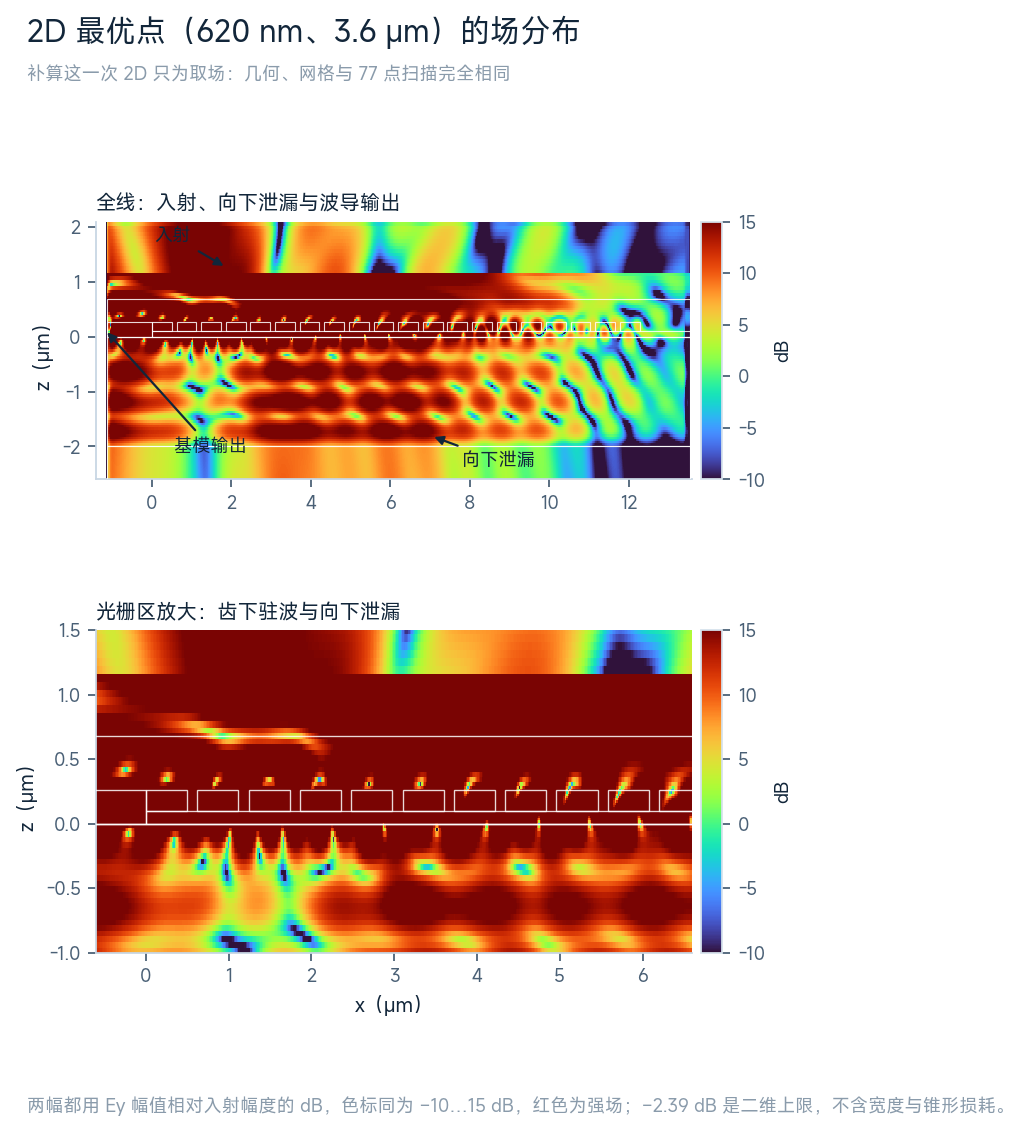 2D 最优点（620 nm、3.6 μm）的场分布
补算这一次 2D 只为取场：几何、网格与 77 点扫描完全相同
全线：入射、向下泄漏与波导输出
入射
基模输出
向下泄漏
z（μm）
2
1
0
−1
−2
0
2
4
6
8
10
12
15
10
5
0
−5
−10
dB
光栅区放大：齿下驻波与向下泄漏
z（μm）
1.5
1.0
0.5
0.0
−0.5
−1.0
0
1
2
3
4
5
6
x（μm）
15
10
5
0
−5
−10
dB
两幅都用 Ey 幅值相对入射幅度的 dB，色标同为 −10…15 dB，红色为强场；−2.39 dB 是二维上限，不含宽度与锥形损耗。